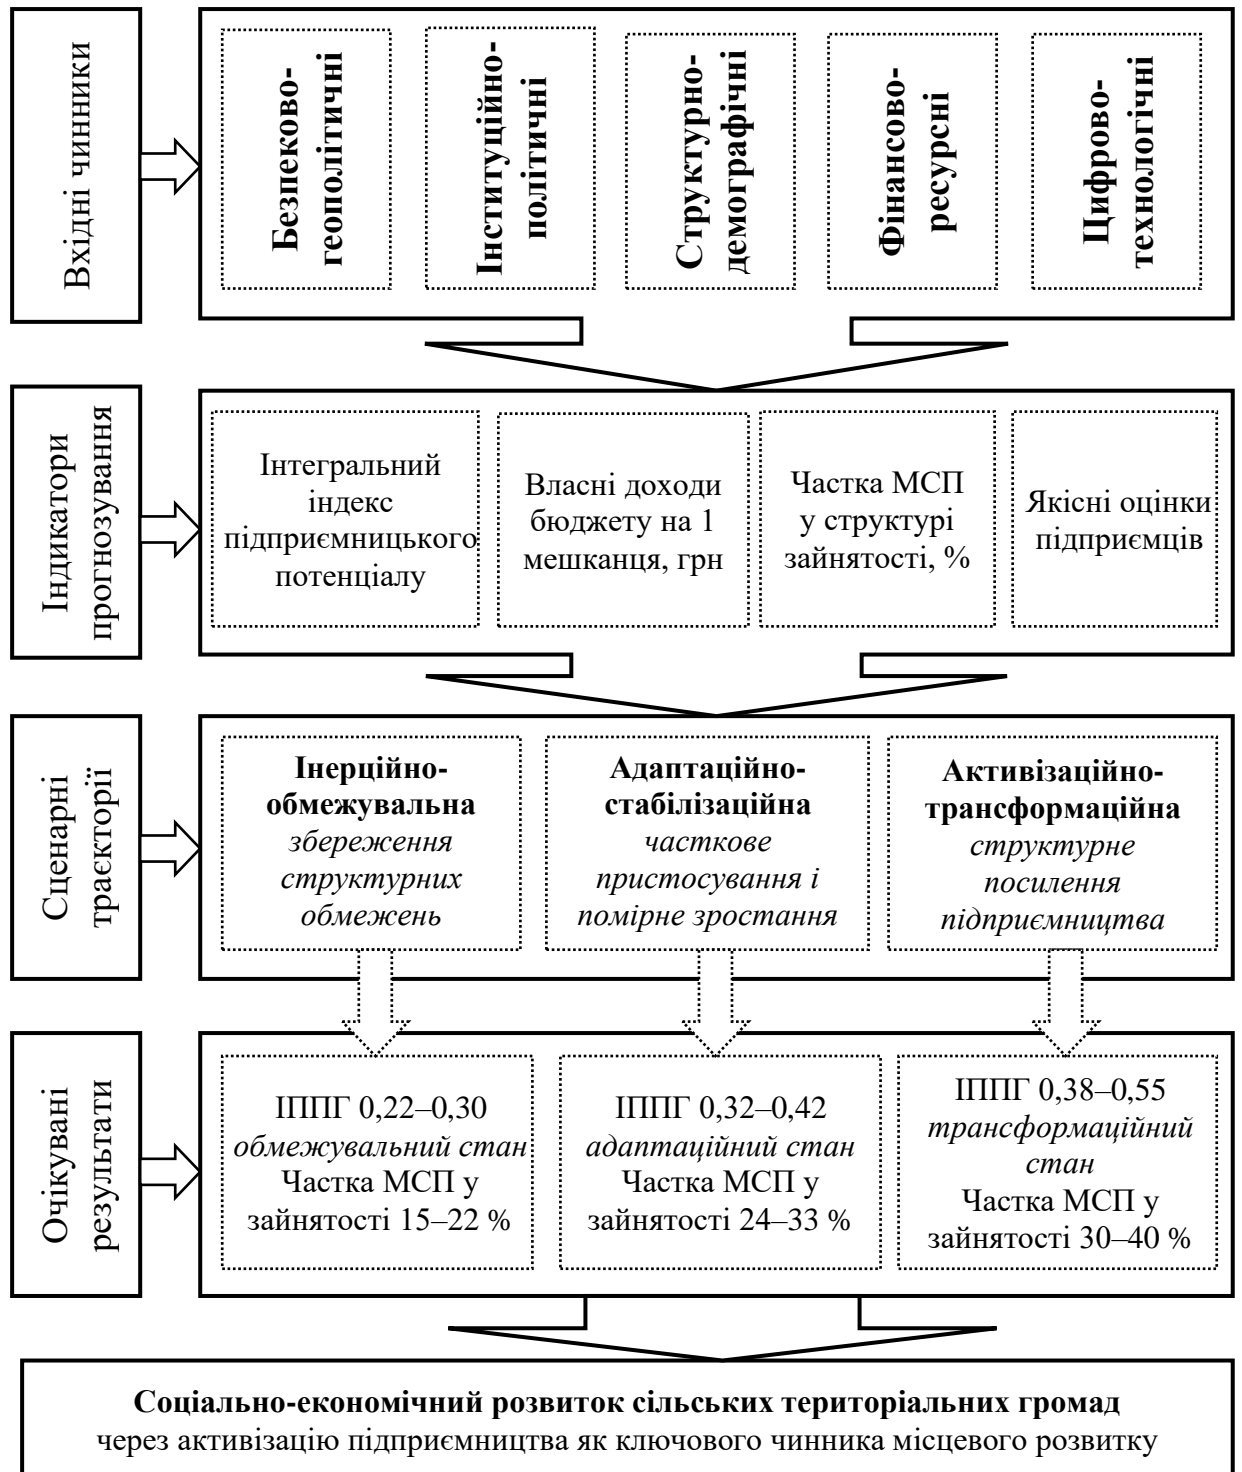 Вхідні чинники
Безпеково-
геополітичні
Інституційно-
політичні
Структурно-
демографічні
Фінансово-
ресурсні
Цифрово-
технологічні
Індикатори
прогнозування
Інтегральний
індекс
підприємницького
потенціалу
Власні доходи
бюджету на 1
мешканця, грн
Частка МСП
у структурі
зайнятості, %
Якісні оцінки
підприємців
Сценарні
траєкторії
Інерційно-
обмежувальна
збереження
структурних
обмежень
Адаптаційно-
стабілізаційна
часткове
пристосування і
помірне зростання
Активізаційно-
трансформаційна
структурне
посилення
підприємництва
Очікувані
результати
ІППГ 0,22–0,30
обмежувальний стан
Частка МСП у
зайнятості 15–22 %
ІППГ 0,32–0,42
адаптаційний стан
Частка МСП у
зайнятості 24–33 %
ІППГ 0,38–0,55
трансформаційний
стан
Частка МСП у
зайнятості 30–40 %
Соціально-економічний розвиток сільських територіальних громад
через активізацію підприємництва як ключового чинника місцевого розвитку